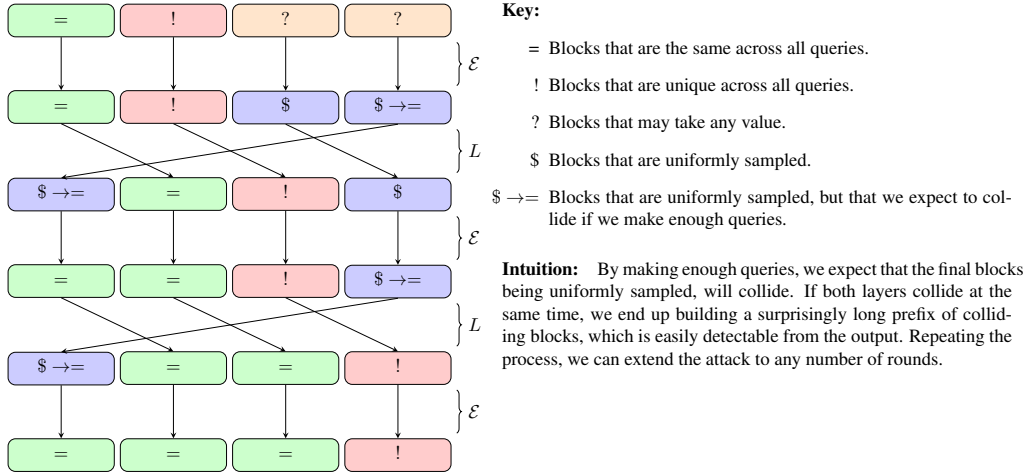 = ! ? ?
ℰ
= ! $ $ →=
L
$ →= = ! $
ℰ
= = ! $ →=
L
$ →= = = !
ℰ
= = = !
Key:
= Blocks that are the same across all queries.
! Blocks that are unique across all queries.
? Blocks that may take any value.
$ Blocks that are uniformly sampled.
$ →= Blocks that are uniformly sampled, but that we expect to col-
lide if we make enough queries.
Intuition: By making enough queries, we expect that the final blocks
being uniformly sampled, will collide. If both layers collide at the
same time, we end up building a surprisingly long prefix of collid-
ing blocks, which is easily detectable from the output. Repeating the
process, we can extend the attack to any number of rounds.